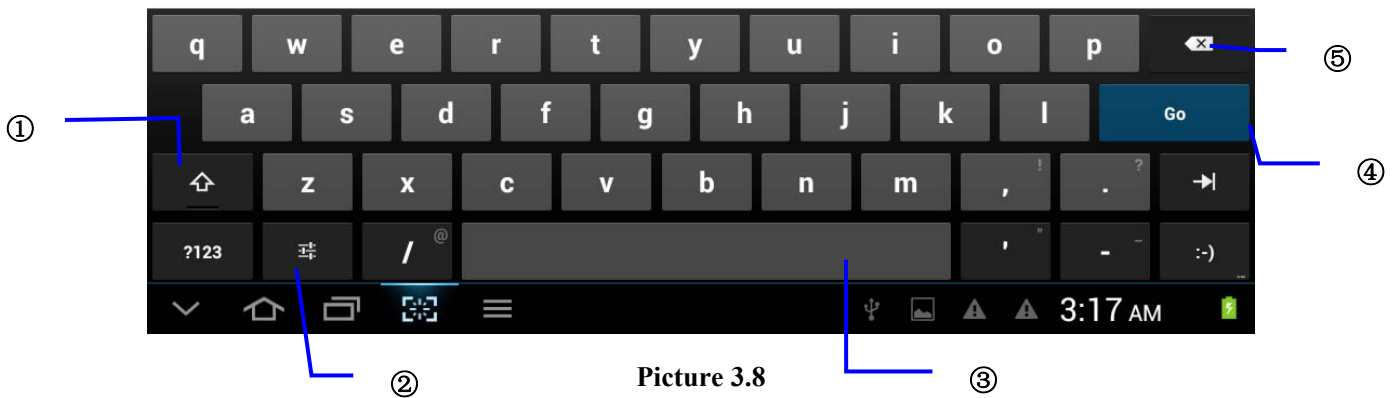 q w e r t y u i o p
⑤
① a s d f g h j k l Go
④
z x c v b n m , ! . ?
?123 / @ ' " - _ :-) ...
3:17 AM
② Picture 3.8 ③